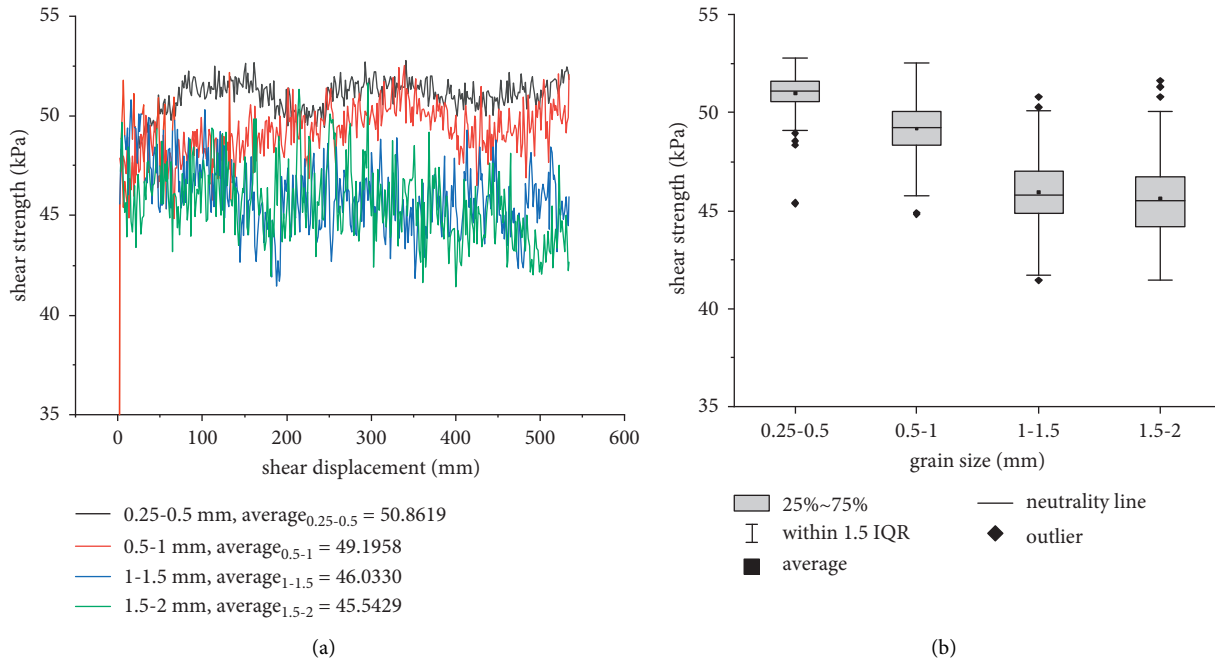 55
50
45
40
35
shear strength (kPa)
0 100 200 300 400 500 600
shear displacement (mm)
0.25-0.5 mm, average0.25-0.5 = 50.8619
0.5-1 mm, average0.5-1 = 49.1958
1-1.5 mm, average1-1.5 = 46.0330
1.5-2 mm, average1.5-2 = 45.5429
(a)
55
50
45
40
35
shear strength (kPa)
0.25-0.5 0.5-1 1-1.5 1.5-2
grain size (mm)
25%~75%
within 1.5 IQR
average
neutrality line
outlier
(b)